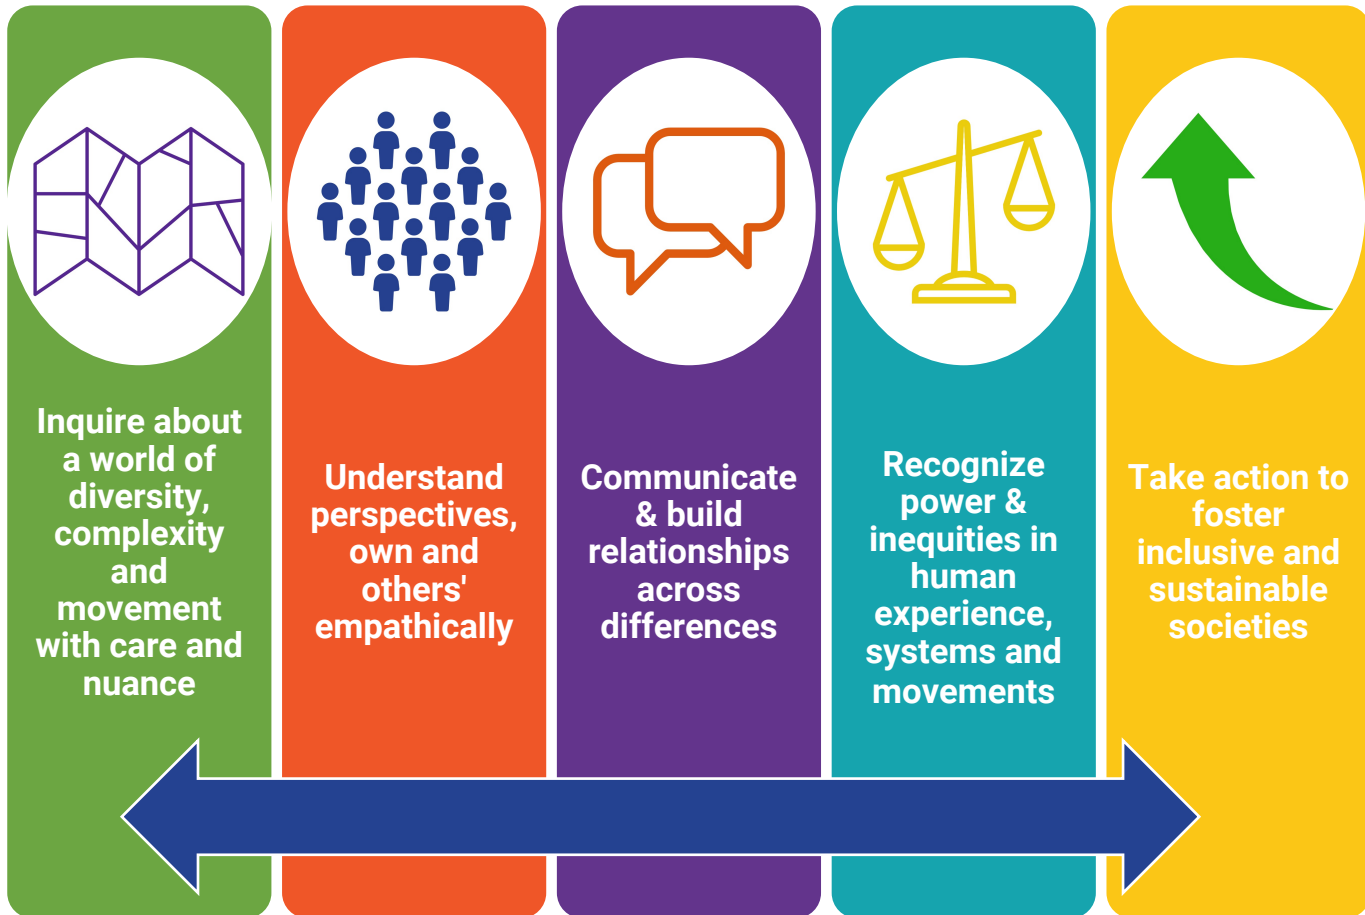 Inquire about
a world of
diversity,
complexity
and
movement
with care and
nuance
Understand
perspectives,
own and
others'
empathically
Communicate
& build
relationships
across
differences
Recognize
power &
inequities in
human
experience,
systems and
movements
Take action to
foster
inclusive and
sustainable
societies